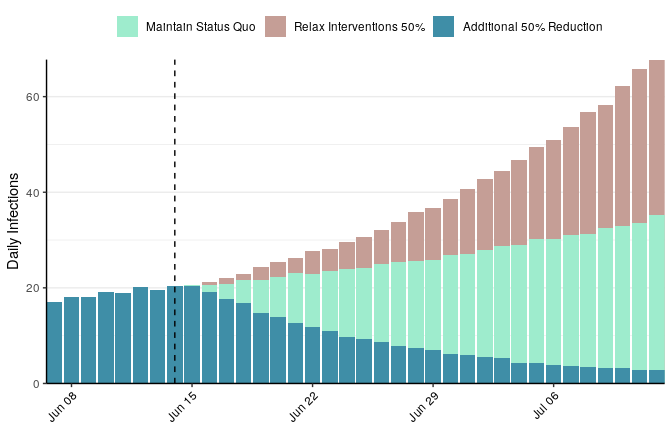 Maintain Status Quo Relax Interventions 50% Additional 50% Reduction
Daily Infections
60
40
20
0
Jun 08 Jun 15 Jun 22 Jun 29 Jul 06